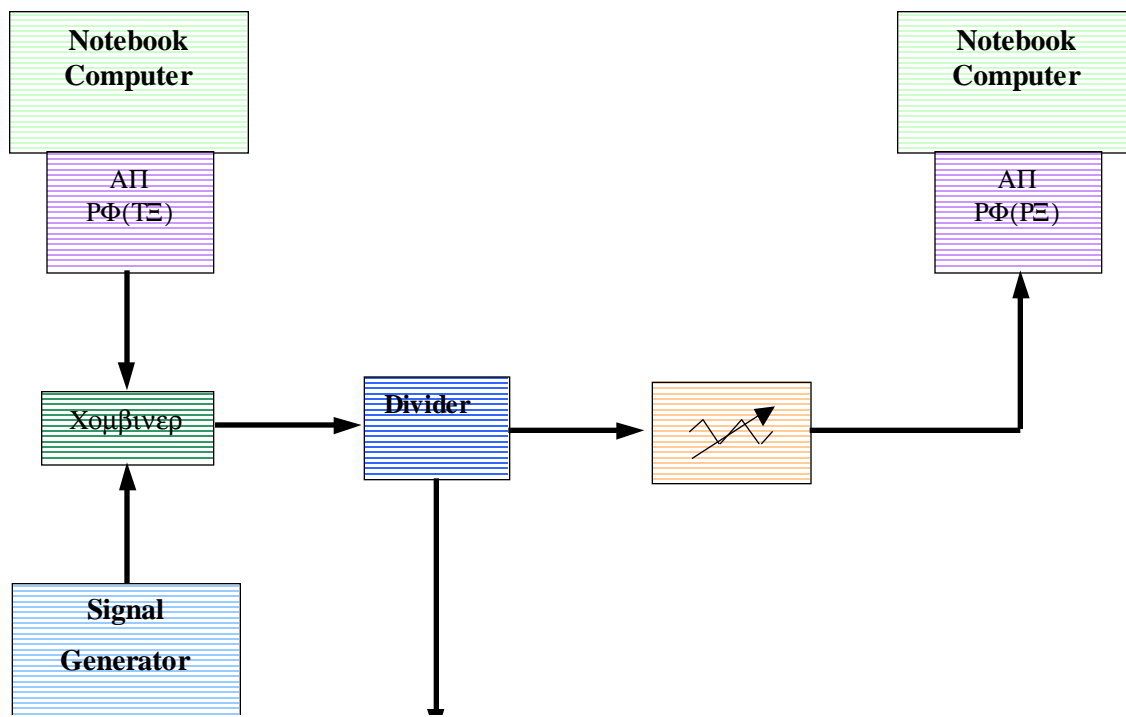 Notebook
Computer
Notebook
Computer
ΑΠ
ΡΦ(ΤΞ)
ΑΠ
ΡΦ(ΡΞ)
Χομβινερ
Divider
Signal
Generator